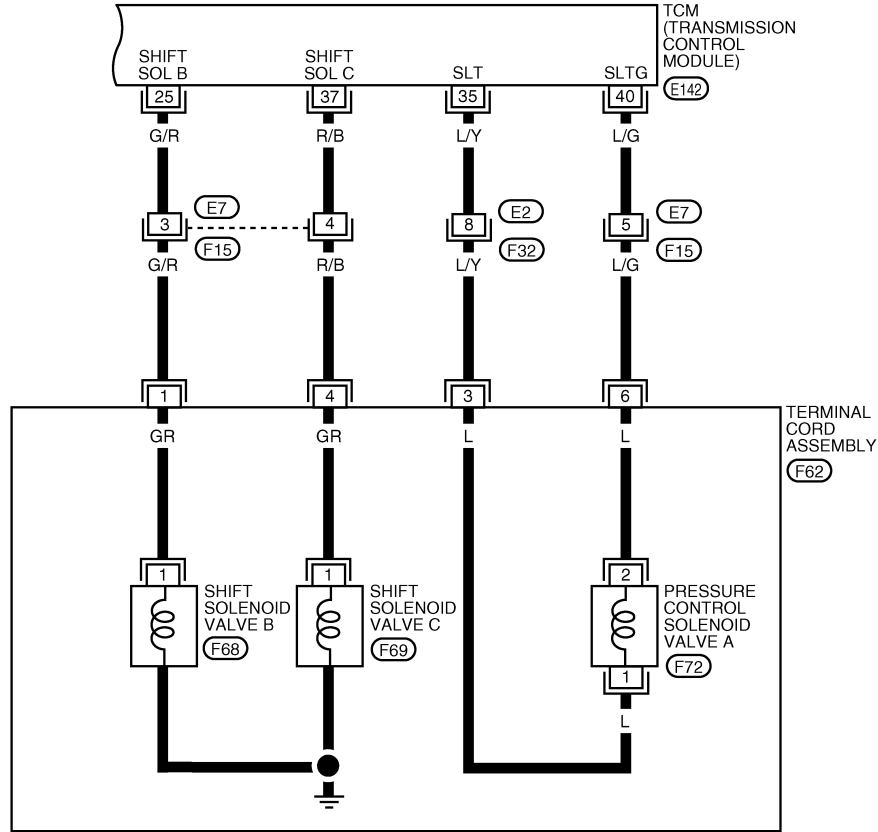 TCM
(TRANSMISSION
CONTROL
MODULE)
E142
SHIFT
SOL B
SHIFT
SOL C
SLT
SLTG
25
37
35
40
G/R
R/B
L/Y
L/G
3
E7
F15
4
8
E2
F32
5
E7
F15
G/R
R/B
L/Y
L/G
1
4
3
6
TERMINAL
CORD
ASSEMBLY
F62
GR
GR
L
L
1
SHIFT
SOLENOID
VALVE B
F68
1
SHIFT
SOLENOID
VALVE C
F69
2
PRESSURE
CONTROL
SOLENOID
VALVE A
F72
1
L